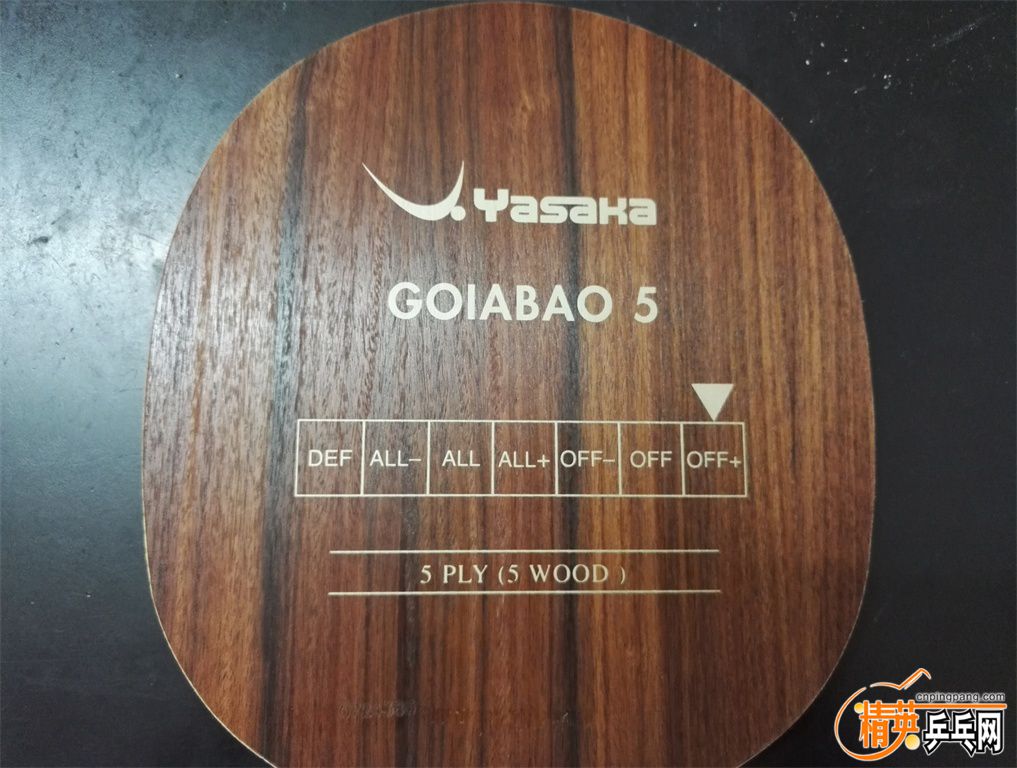 Yasaka
GOIABAO 5
DEF ALL- ALL ALL+ OFF- OFF OFF+
5 PLY (5 WOOD )
cnpingpang.com
精英乒乓网